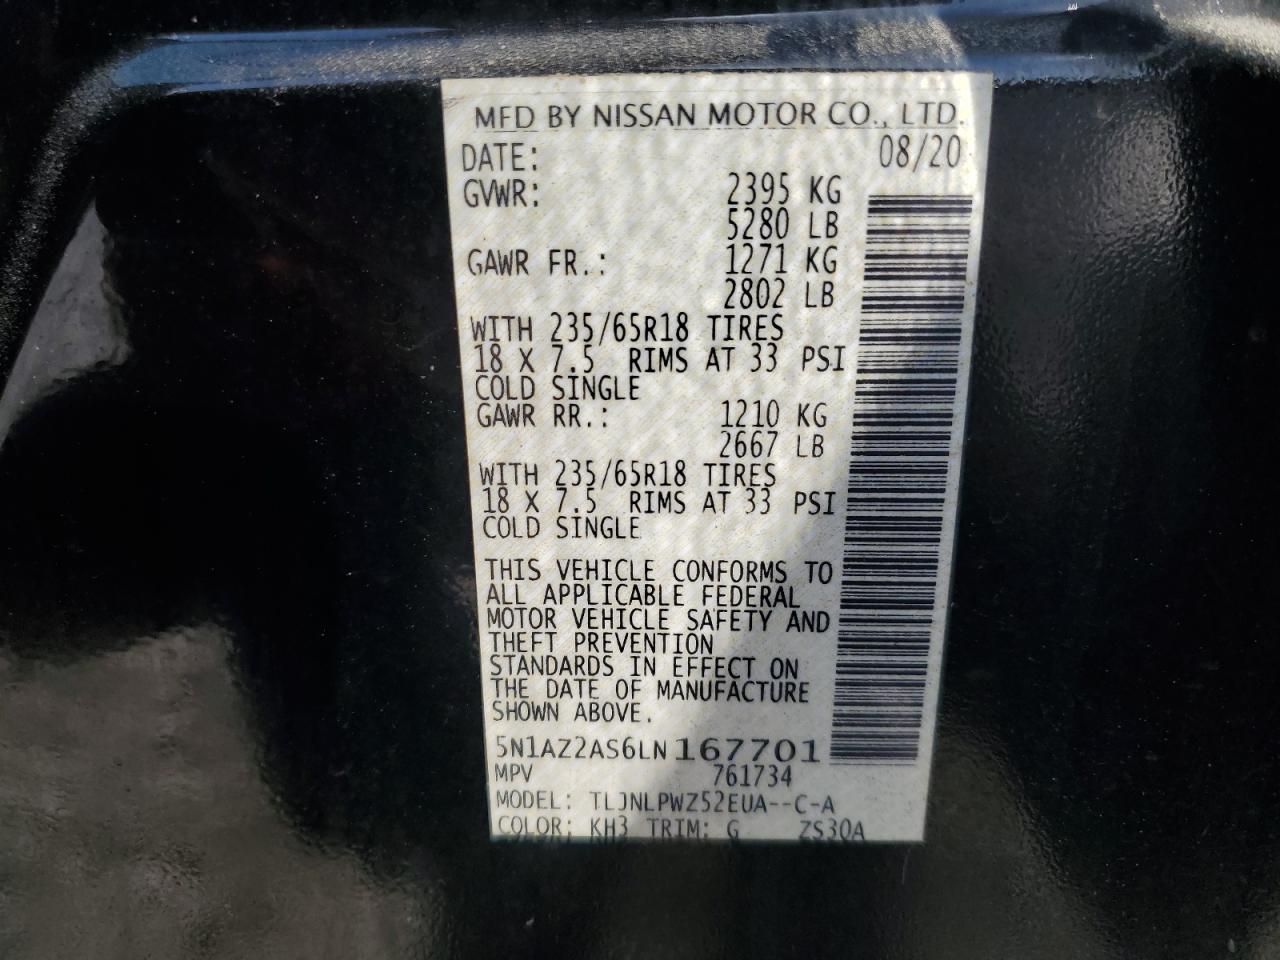 MFD BY NISSAN MOTOR CO., LTD.
DATE: 08/20
GVWR: 2395 KG
5280 LB
GAWR FR.: 1271 KG
2802 LB
WITH 235/65R18 TIRES
18 X 7.5 RIMS AT 33 PSI
COLD SINGLE
GAWR RR.: 1210 KG
2667 LB
WITH 235/65R18 TIRES
18 X 7.5 RIMS AT 33 PSI
COLD SINGLE
THIS VEHICLE CONFORMS TO
ALL APPLICABLE FEDERAL
MOTOR VEHICLE SAFETY AND
THEFT PREVENTION
STANDARDS IN EFFECT ON
THE DATE OF MANUFACTURE
SHOWN ABOVE.
5N1AZ2AS6LN167701
MPV 761734
MODEL: TLJNLPWZ52EUA--C-A
COLOR: KH3 TRIM: G ZS30A